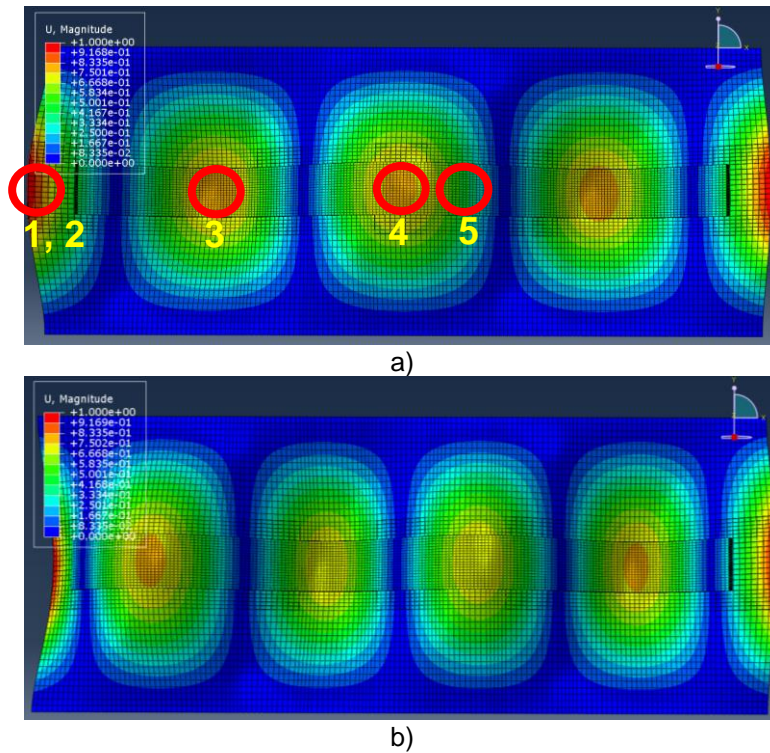 U, Magnitude
+1.000e+00
+9.168e-01
+8.335e-01
+7.501e-01
+6.668e-01
+5.834e-01
+5.001e-01
+4.167e-01
+3.334e-01
+2.500e-01
+1.667e-01
+8.335e-02
+0.000e+00
Y
X
1, 2
3
4
5
a)
U, Magnitude
+1.000e+00
+9.169e-01
+8.335e-01
+7.502e-01
+6.668e-01
+5.835e-01
+5.001e-01
+4.168e-01
+3.334e-01
+2.501e-01
+1.667e-01
+8.335e-02
+0.000e+00
Y
X
b)